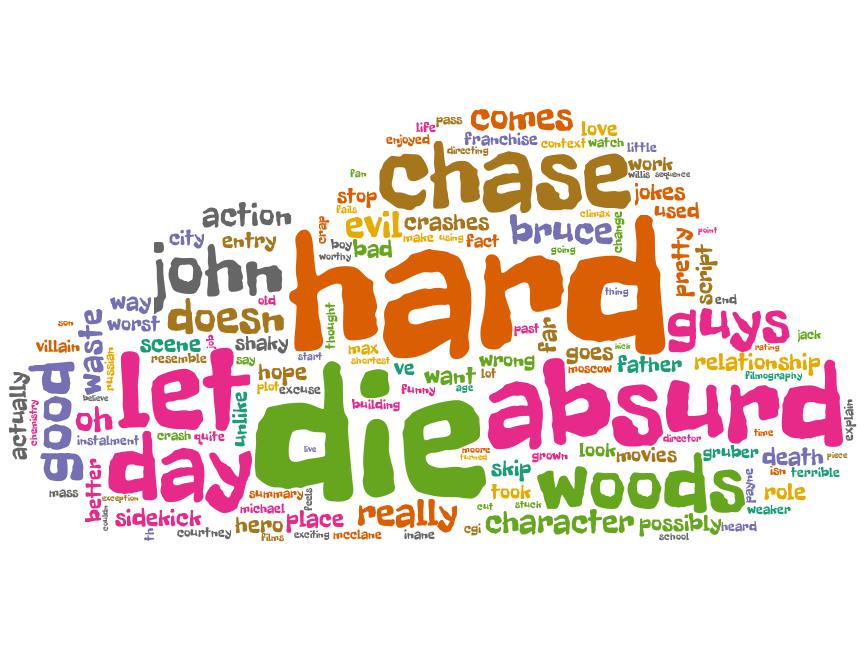 life
pass
comes
love
enjoyed
franchise
context
watch
little
directing
fan
chase
work
willis
sequence
stop
jokes
fails
used
action
crap
evil
crashes
climax
bruce
change
point
city
entry
boy
bad
make
using
fact
going
pretty
script
worthy
john
hard
thing
end
old
way
worst
doesn
thought
past
far
guys
jack
son
waste
villain
scene
job
shaky
start
max
shortest
goes
kick
rating
resemble
say
hope
ve
want
lot
wrong
moscow
father
relationship
filmography
actually
russian
plot
excuse
funny
age
good
believe
let
unlike
building
die
absurd
explain
chemistry
oh
instalment
crash
quite
live
director
time
day
moore
turned
grown
look
movies
gruber
death
piece
better
mass
exception
summary
feels
skip
woods
payne
isn
terrible
took
role
couldn
sidekick
michael
really
cut
stuck
weaker
th
courtney
hero
place
films
exciting
mcclane
inane
cgi
character
possibly
heard
school